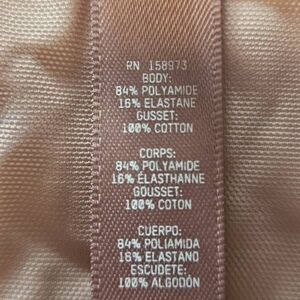 RN 158973
BODY:
84% POLYAMIDE
16% ELASTANE
GUSSET:
100% COTTON
CORPS:
84% POLYAMIDE
16% ÉLASTHANNE
GOUSSET:
100% COTON
CUERPO:
84% POLIAMIDA
16% ELASTANO
ESCUDETE:
100% ALGODÓN